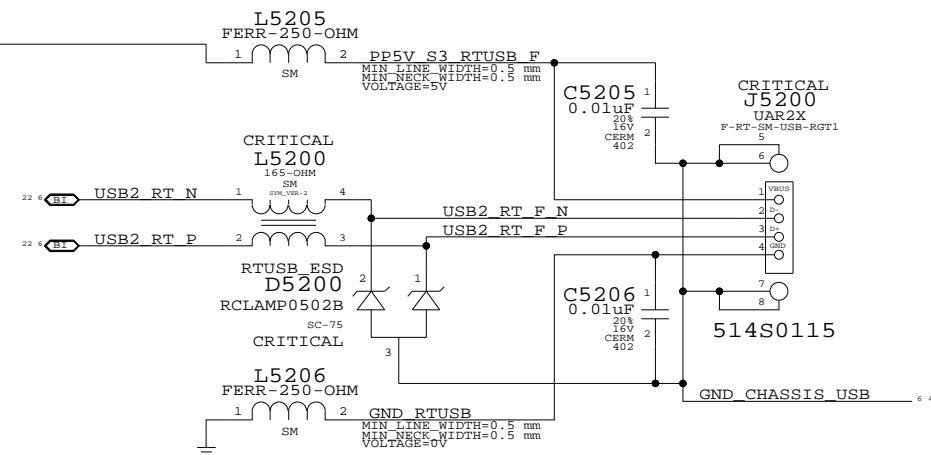 L5205
FERR-250-OHM
1 2
SM
PP5V_S3_RTUSB_F
MIN_LINE_WIDTH=0.5 mm
MIN_NECK_WIDTH=0.5 mm
VOLTAGE=5V
C5205
0.01uF
20%
16V
CERM
402
1
2
CRITICAL
J5200
UAR2X
F-RT-SM-USB-RGT1
5
6
CRITICAL
L5200
165-OHM
SM
SYM_VER-2
22 6 BI USB2_RT_N 1 4
22 6 BI USB2_RT_P 2 3
USB2_RT_F_N
USB2_RT_F_P
1 VBUS
2 D-
3 D+
4 GND
RTUSB_ESD
D5200
RCLAMP0502B
SC-75
CRITICAL
2 1
3
C5206
0.01uF
20%
16V
CERM
402
1
2
7
8
514S0115
L5206
FERR-250-OHM
1 2
SM
GND_RTUSB
MIN_LINE_WIDTH=0.5 mm
MIN_NECK_WIDTH=0.5 mm
VOLTAGE=0V
GND_CHASSIS_USB 6